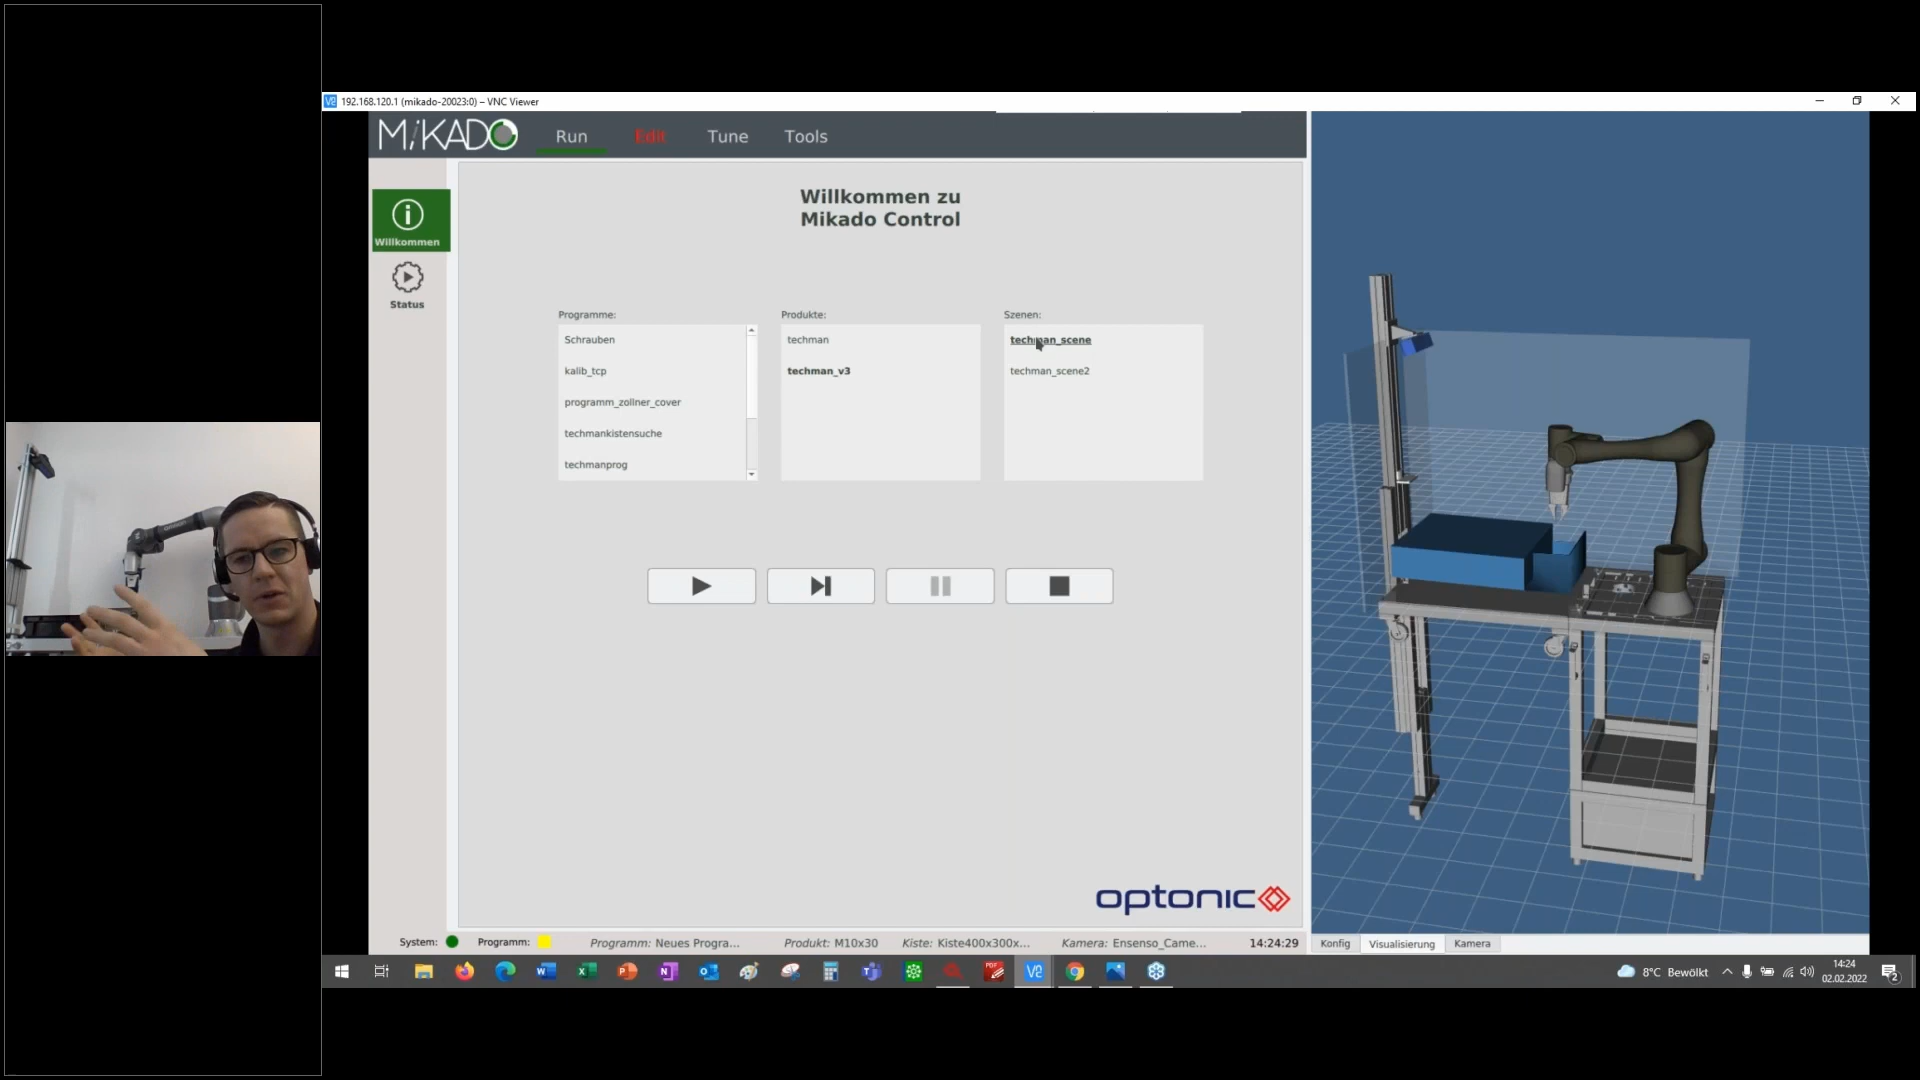 192.168.120.1 (mikado-20023:0) – VNC Viewer
MiKADO
Run
Edit
Tune
Tools
Willkommen
Status
Willkommen zu
Mikado Control
Programme:
Schrauben
kalib_tcp
programm_zollner_cover
techmankistensuche
techmanprog
Produkte:
techman
techman_v3
Szenen:
techman_scene
techman_scene2
optonic
System:
Programm:
Programm: Neues Progra...
Produkt: M10x30
Kiste: Kiste400x300x...
Kamera: Ensenso_Came...
14:24:29
Konfig
Visualisierung
Kamera
8°C Bewölkt
14:24
02.02.2022
2